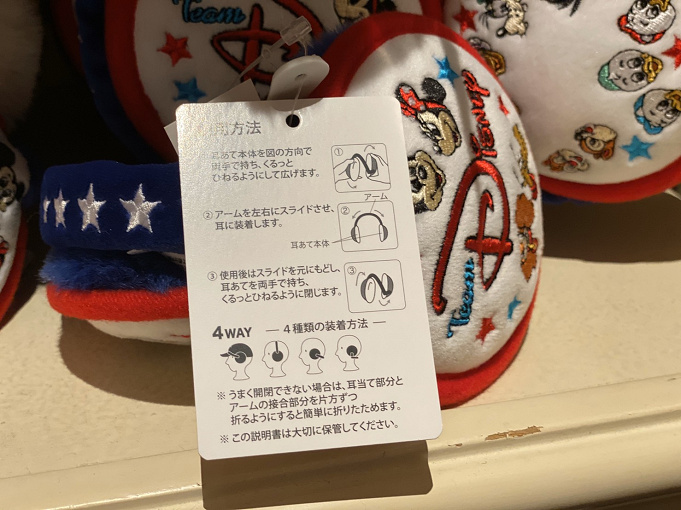 Team
用方法
耳あて本体を図の方向で
両手で持ち、くるっと
ひねるようにして広げます。
①
アーム
②アームを左右にスライドさせ、
耳に装着します。
②
耳あて本体
③使用後はスライドを元にもどし、
耳あてを両手で持ち、
くるっとひねるように閉じます。
③
4WAY ― 4種類の装着方法 ―
※うまく開閉できない場合は、耳当て部分と
アームの接合部分を片方ずつ
折るようにすると簡単に折りたためます。
※この説明書は大切に保管してください。
Team
D
Disney